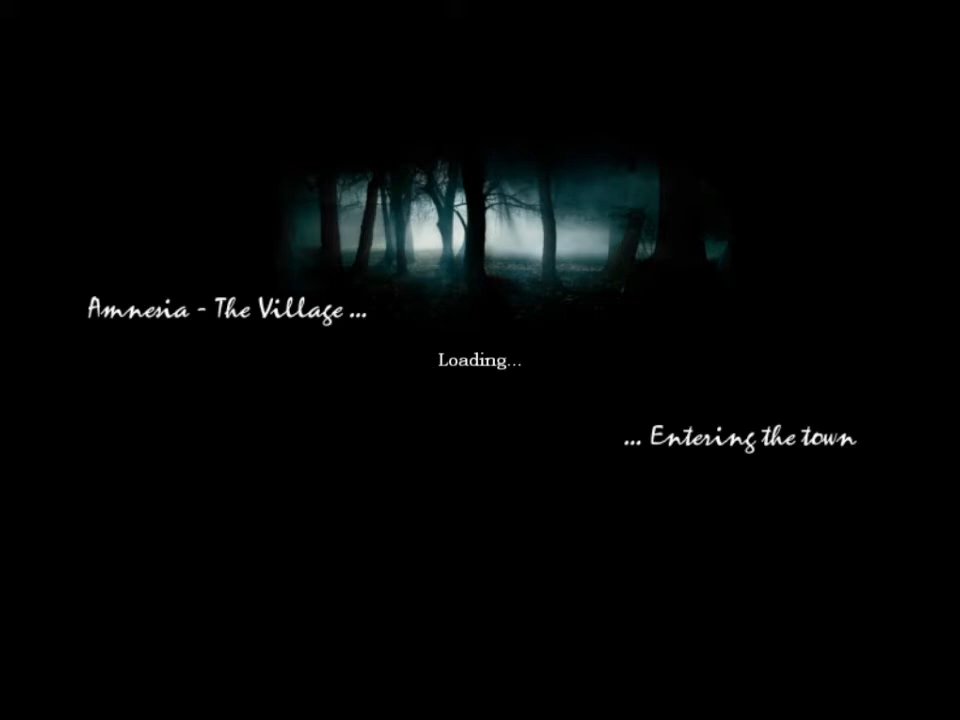 Amnesia - The Village ...
Loading...
... Entering the town